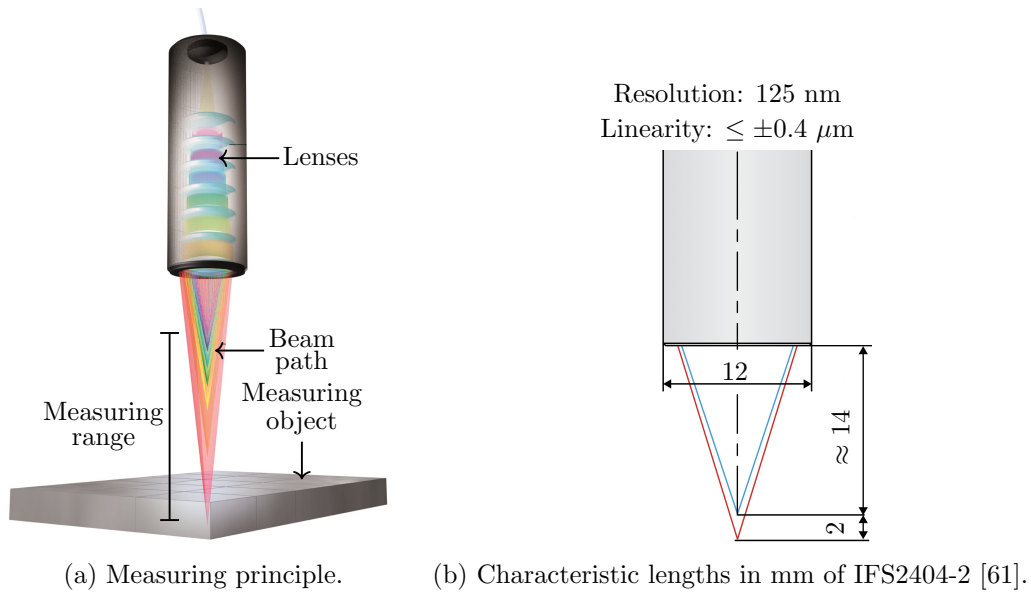 Lenses
Beam
path
Measuring
object
Measuring
range
(a) Measuring principle.
Resolution: 125 nm
Linearity: ≤ ±0.4 μm
12
≈ 14
2
(b) Characteristic lengths in mm of IFS2404-2 [61].